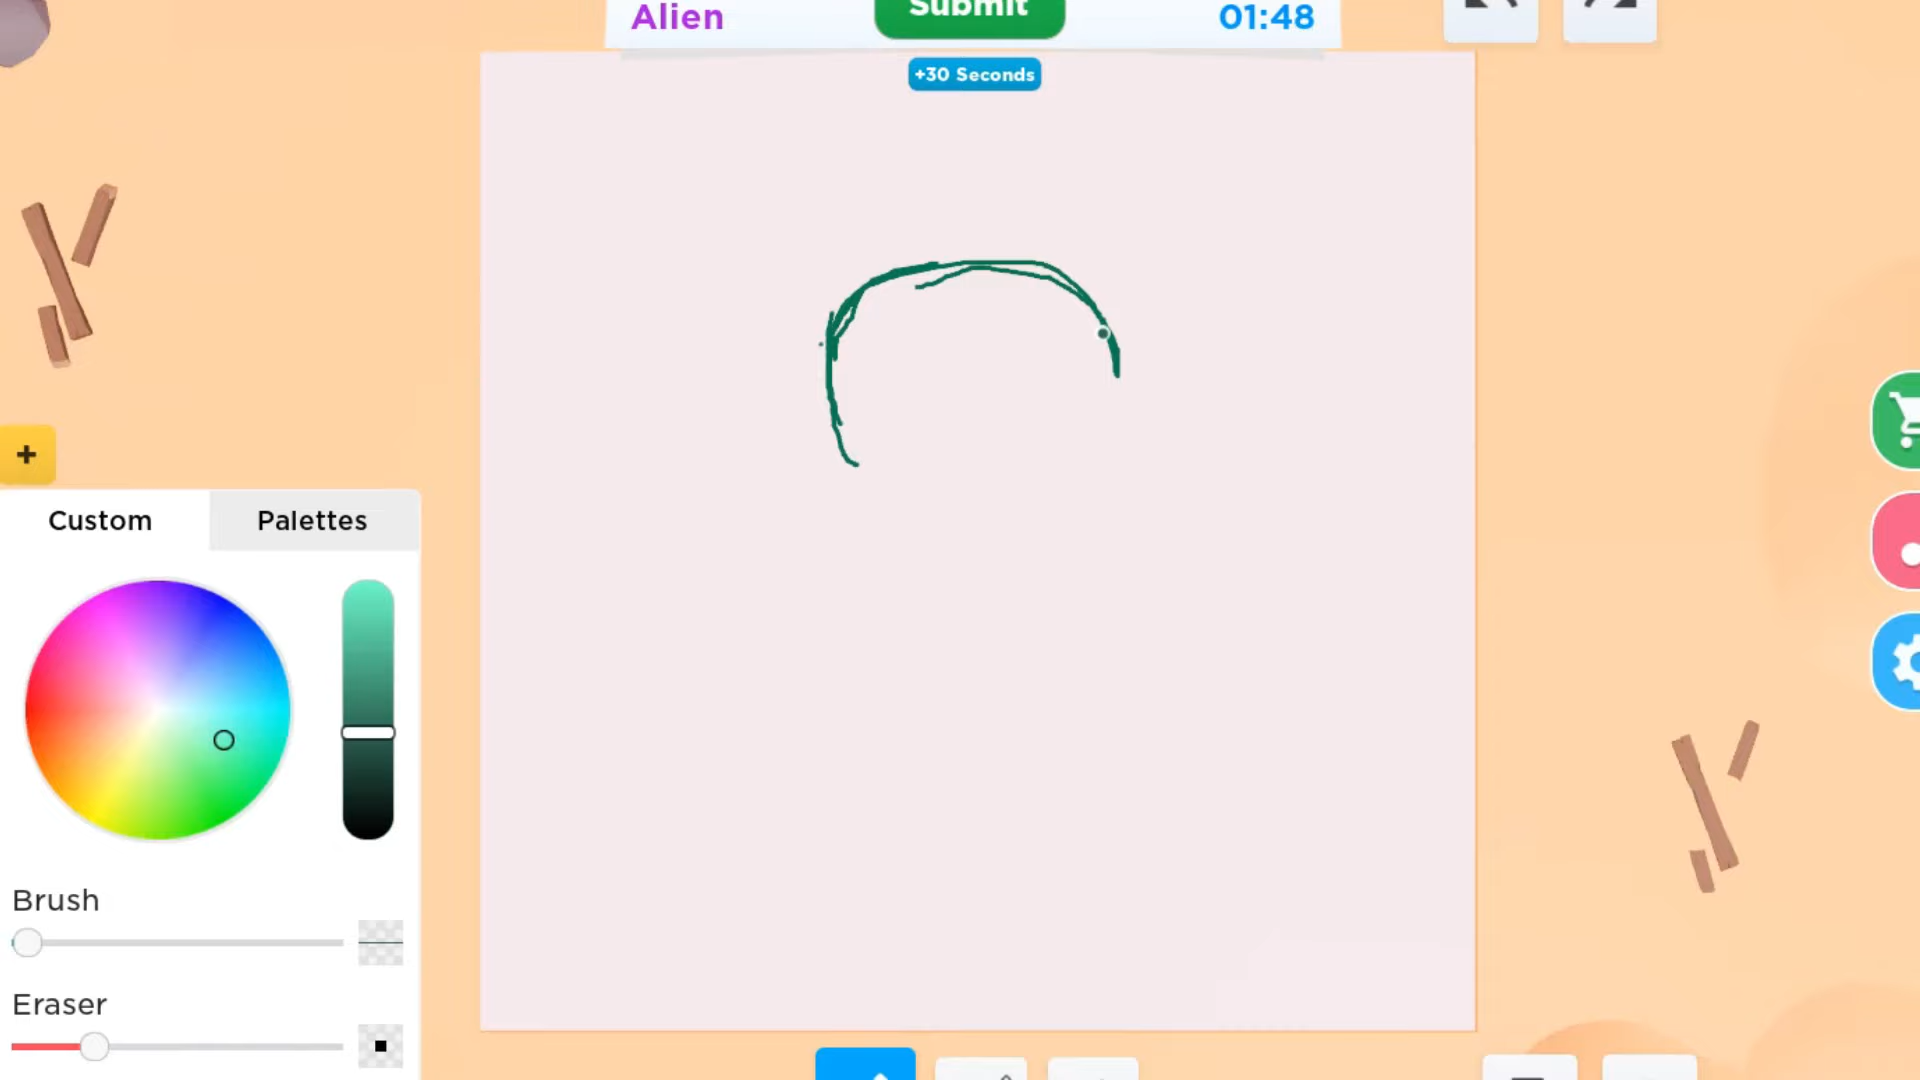 Alien
Submit
01:48
+30 Seconds
+
Custom
Palettes
Brush
Eraser